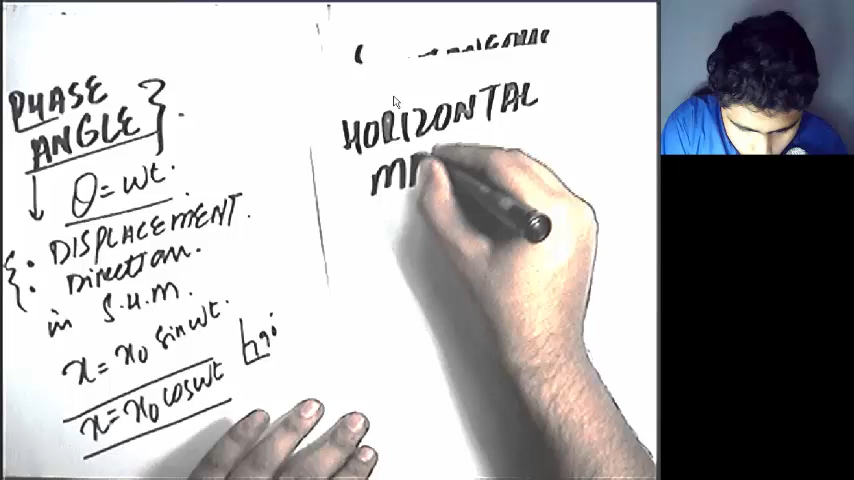 PHASE
ANGLE
θ = ωt.
DISPLACEMENT.
Direction.
in S.H.M.
x = x₀ sin ωt.
x = x₀ cos ωt
HORIZONTAL